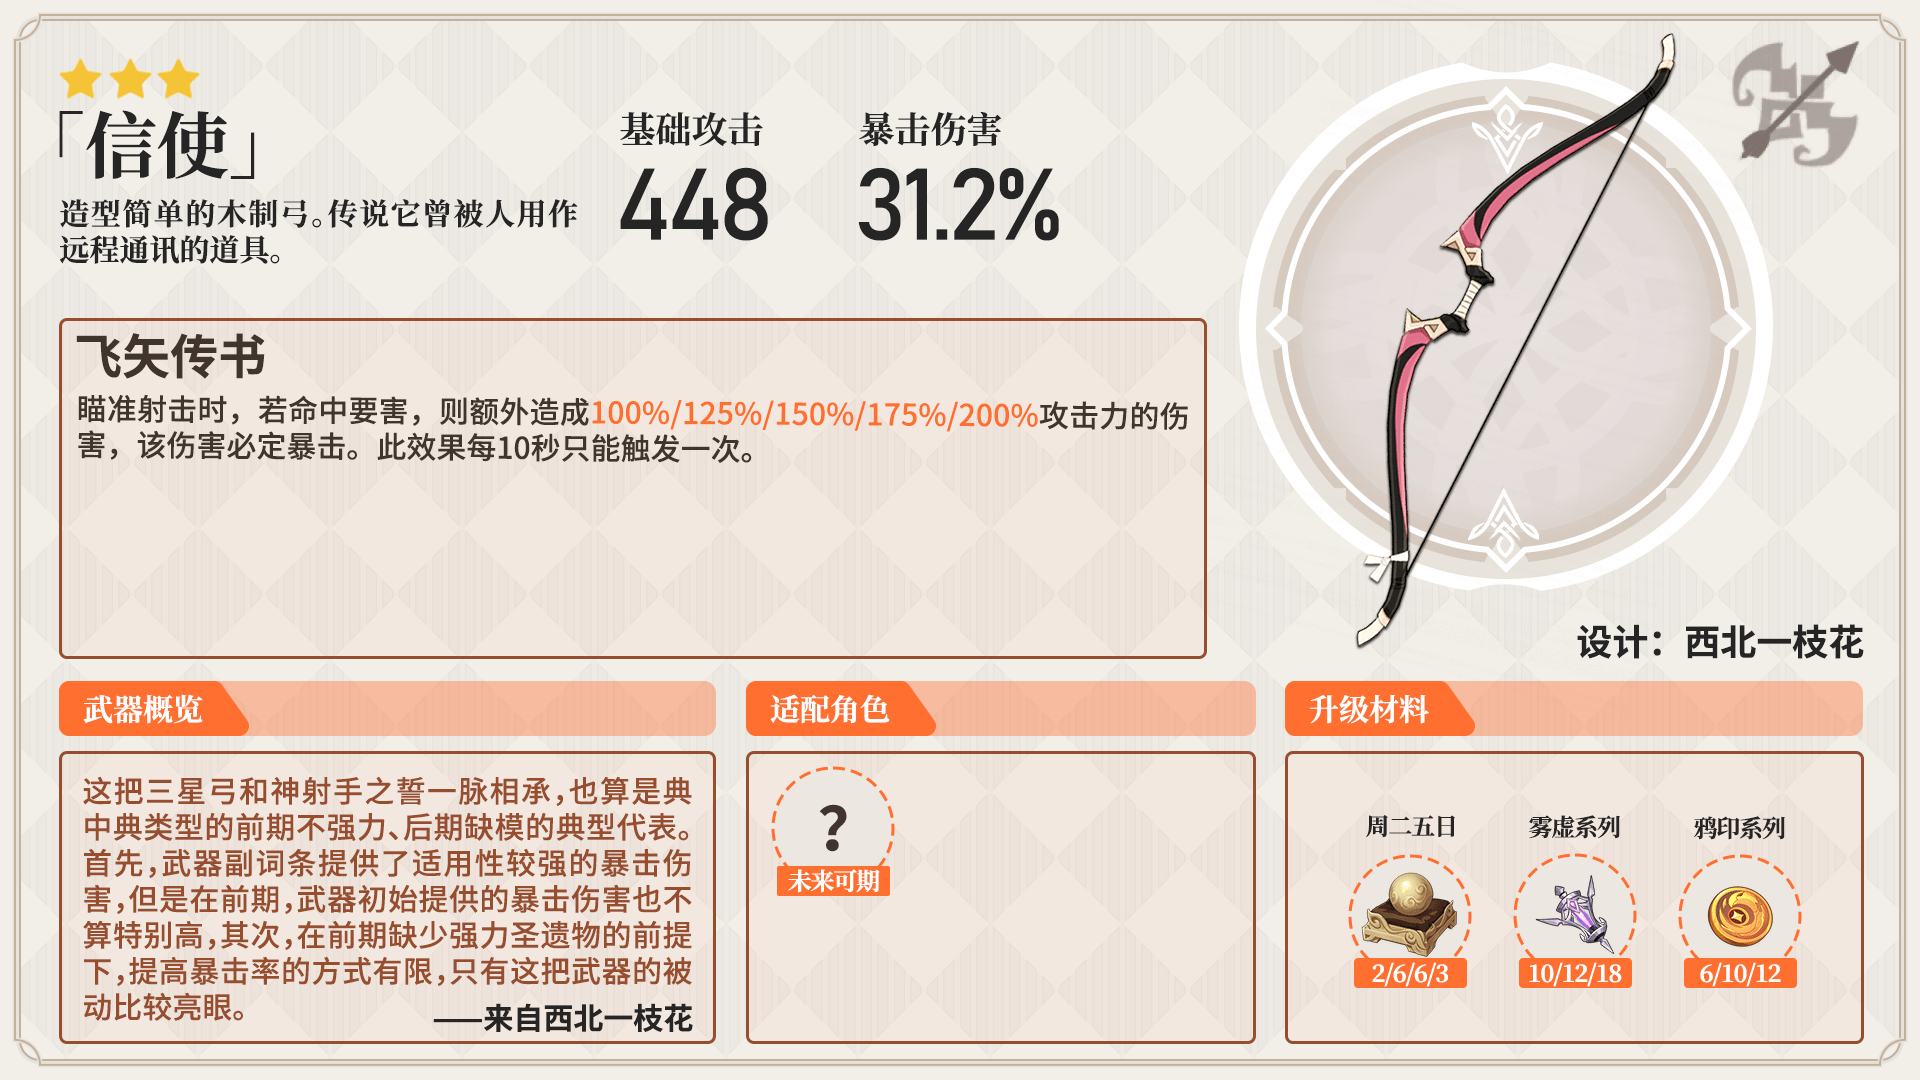 「信使」
造型简单的木制弓。传说它曾被人用作
远程通讯的道具。
基础攻击
448
暴击伤害
31.2%
飞矢传书
瞄准射击时，若命中要害，则额外造成100%/125%/150%/175%/200%攻击力的伤
害，该伤害必定暴击。此效果每10秒只能触发一次。
设计：西北一枝花
武器概览
这把三星弓和神射手之誓一脉相承，也算是典
中典类型的前期不强力、后期缺模的典型代表。
首先，武器副词条提供了适用性较强的暴击伤
害，但是在前期，武器初始提供的暴击伤害也不
算特别高，其次，在前期缺少强力圣遗物的前提
下，提高暴击率的方式有限，只有这把武器的被
动比较亮眼。
——来自西北一枝花
适配角色
?
未来可期
升级材料
周二五日
2/6/6/3
雾虚系列
10/12/18
鸦印系列
6/10/12